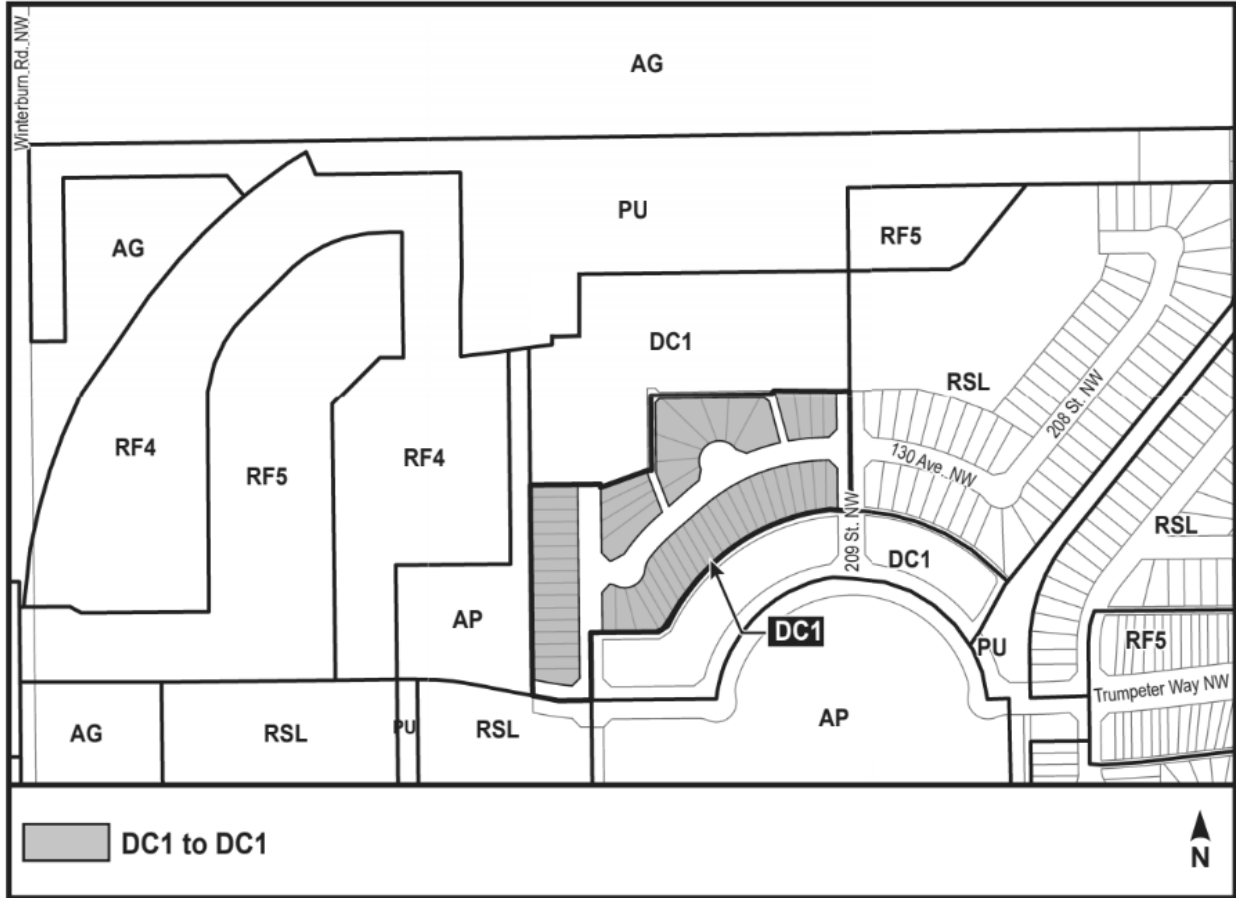 Winterburn Rd. NW
AG
AG
PU
RF5
DC1
RSL
208 St. NW
RF4
RF5
RF4
130 Ave. NW
RSL
209 St. NW
DC1
AP
DC1
PU
RF5
Trumpeter Way NW
AG
RSL
PU
RSL
AP
DC1 to DC1
N